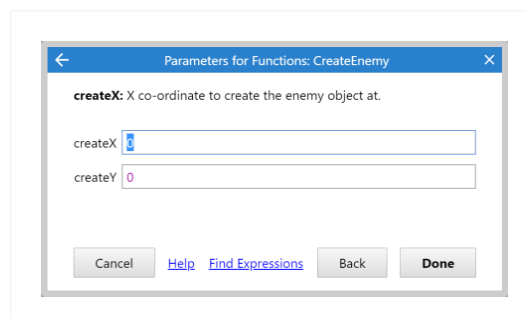 Parameters for Functions: CreateEnemy
createX: X co-ordinate to create the enemy object at.
createX 0
createY 0
Cancel Help Find Expressions Back Done